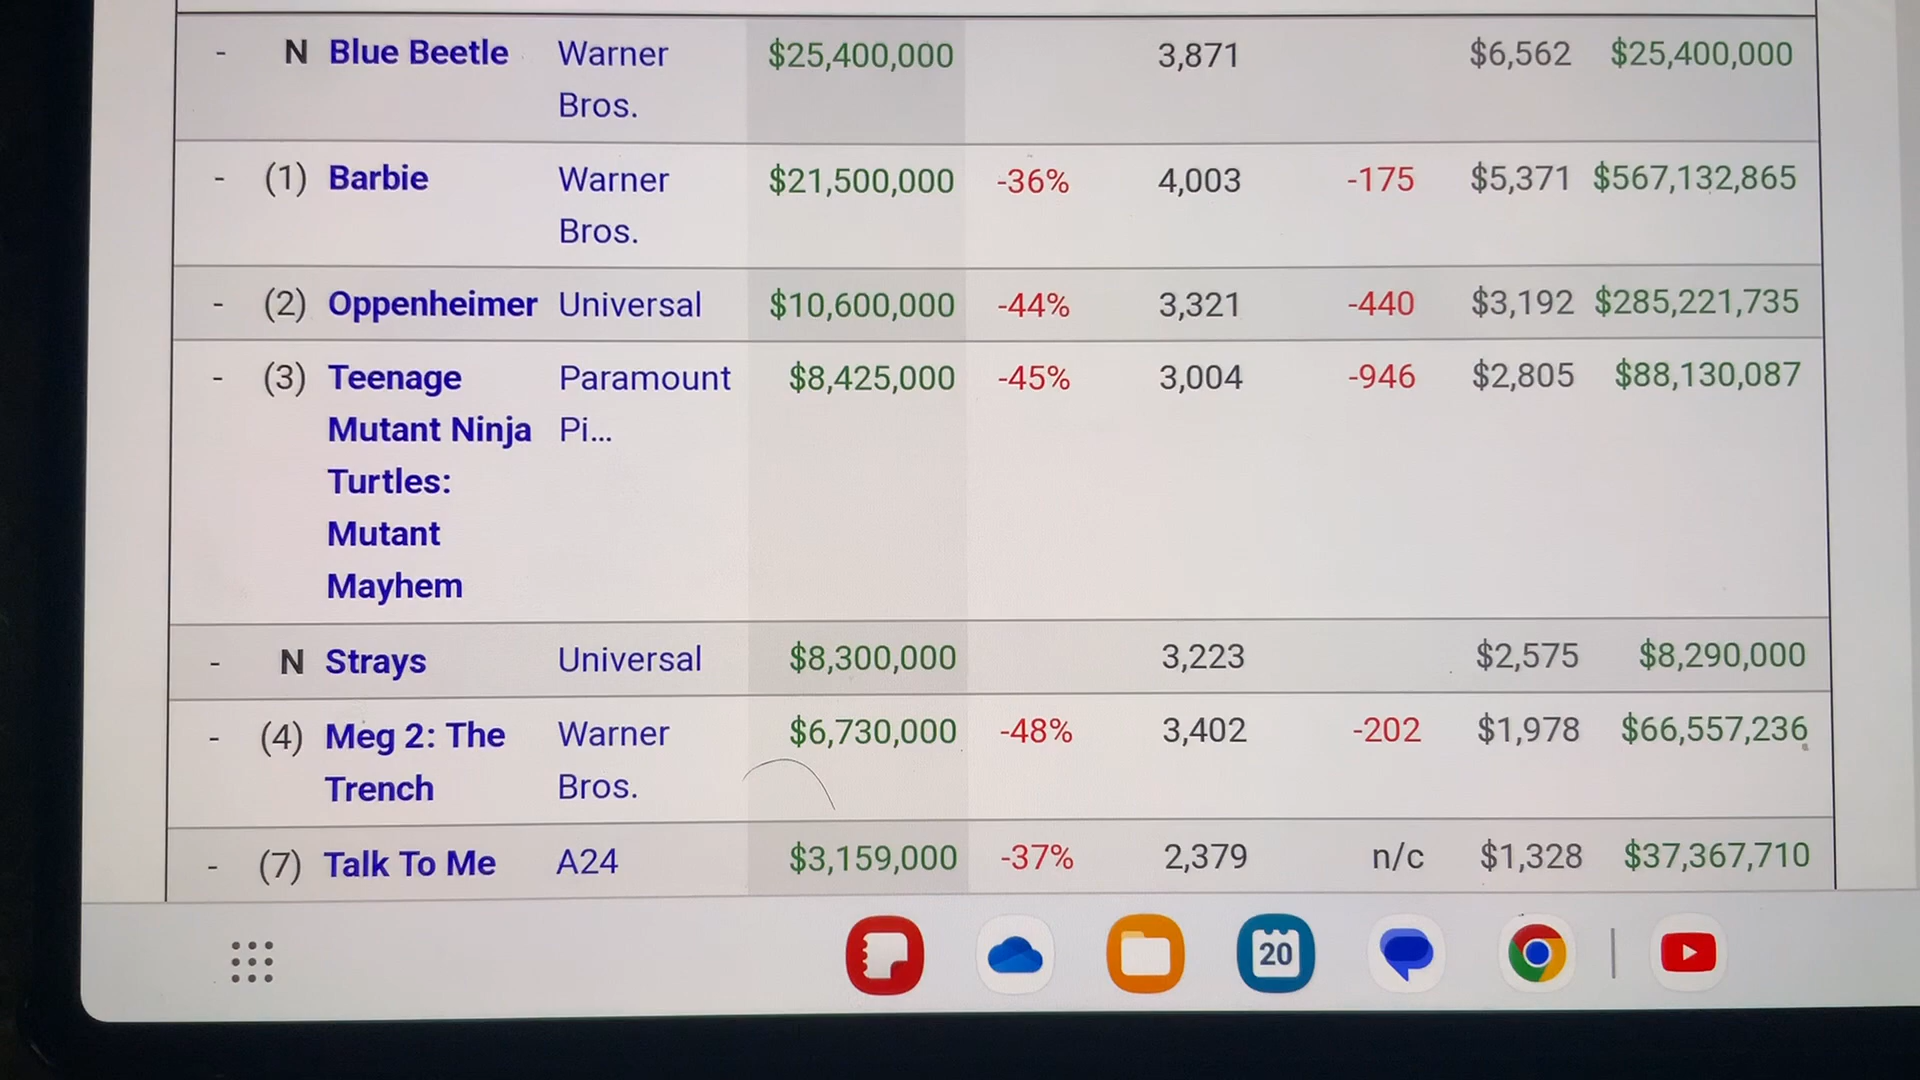 - N Blue Beetle Warner Bros. $25,400,000 3,871 $6,562 $25,400,000
- (1) Barbie Warner Bros. $21,500,000 -36% 4,003 -175 $5,371 $567,132,865
- (2) Oppenheimer Universal $10,600,000 -44% 3,321 -440 $3,192 $285,221,735
- (3) Teenage Mutant Ninja Turtles: Mutant Mayhem Paramount Pi... $8,425,000 -45% 3,004 -946 $2,805 $88,130,087
- N Strays Universal $8,300,000 3,223 $2,575 $8,290,000
- (4) Meg 2: The Trench Warner Bros. $6,730,000 -48% 3,402 -202 $1,978 $66,557,236
- (7) Talk To Me A24 $3,159,000 -37% 2,379 n/c $1,328 $37,367,710
20